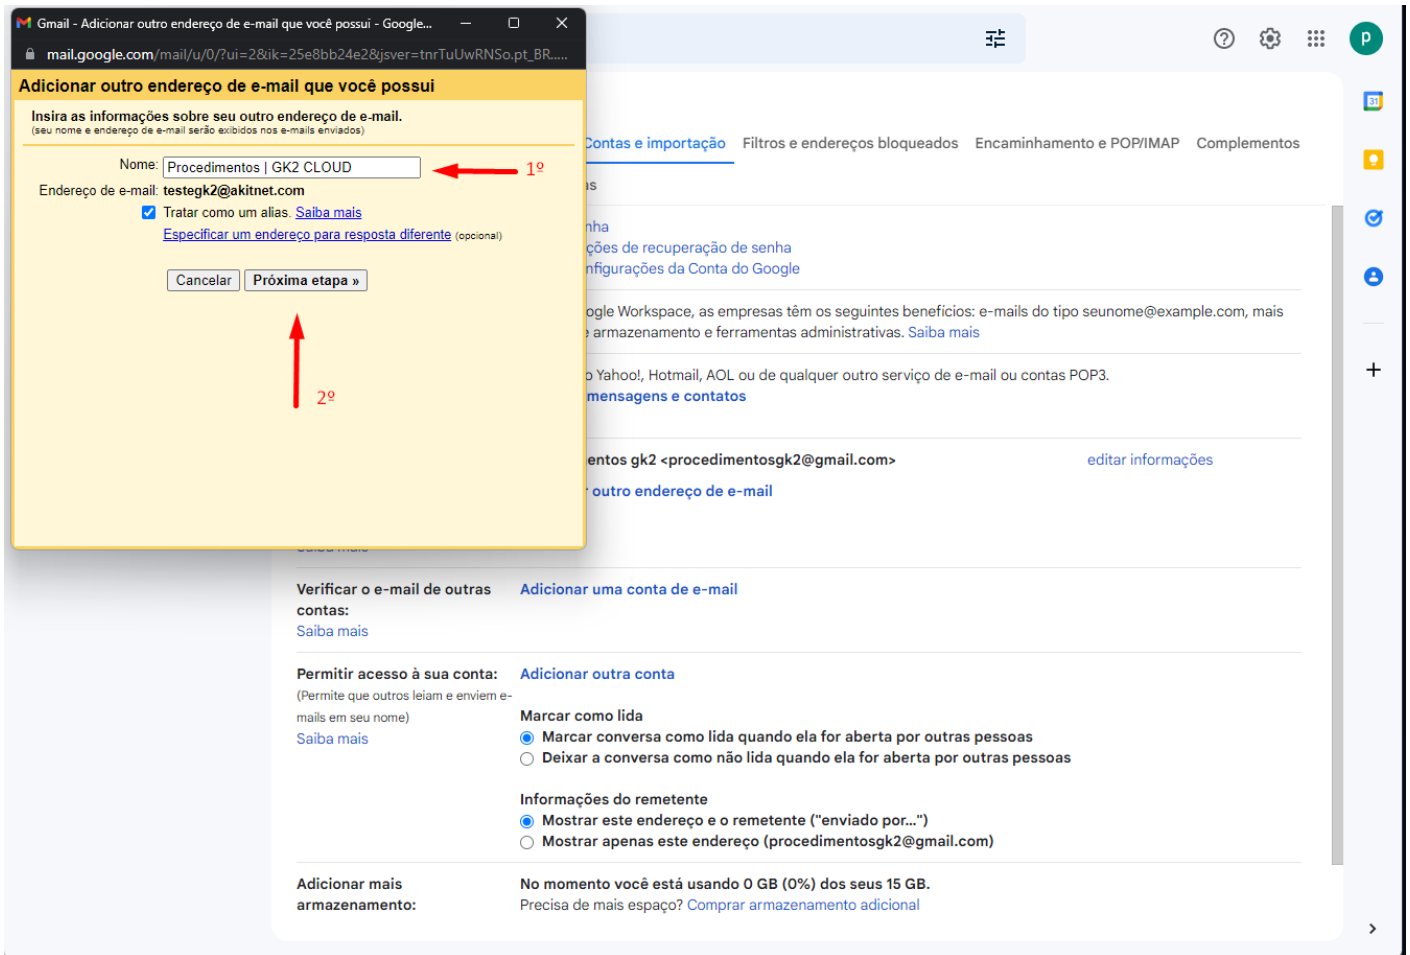 Gmail - Adicionar outro endereço de e-mail que você possui - Google...
mail.google.com/mail/u/0/?ui=2&ik=25e8bb24e2&jsver=tnrTuUwRNSo.pt_BR.....
Adicionar outro endereço de e-mail que você possui
Insira as informações sobre seu outro endereço de e-mail.
(seu nome e endereço de e-mail serão exibidos nos e-mails enviados)
Nome: Procedimentos | GK2 CLOUD
1º
Endereço de e-mail: testegk2@akitnet.com
Tratar como um alias. Saiba mais
Especificar um endereço para resposta diferente (opcional)
Cancelar
Próxima etapa »
2º
P
31
Contas e importação
Filtros e endereços bloqueados
Encaminhamento e POP/IMAP
Complementos
as
nha
ções de recuperação de senha
nfigurações da Conta do Google
ogle Workspace, as empresas têm os seguintes benefícios: e-mails do tipo seunome@example.com, mais
armazenamento e ferramentas administrativas. Saiba mais
o Yahoo!, Hotmail, AOL ou de qualquer outro serviço de e-mail ou contas POP3.
mensagens e contatos
entos gk2 <procedimentosgk2@gmail.com>
editar informações
outro endereço de e-mail
Verificar o e-mail de outras
contas:
Saiba mais
Adicionar uma conta de e-mail
Permitir acesso à sua conta:
(Permite que outros leiam e enviem e-
mails em seu nome)
Saiba mais
Adicionar outra conta
Marcar como lida
Marcar conversa como lida quando ela for aberta por outras pessoas
Deixar a conversa como não lida quando ela for aberta por outras pessoas
Informações do remetente
Mostrar este endereço e o remetente ("enviado por...")
Mostrar apenas este endereço (procedimentosgk2@gmail.com)
Adicionar mais
armazenamento:
No momento você está usando 0 GB (0%) dos seus 15 GB.
Precisa de mais espaço? Comprar armazenamento adicional